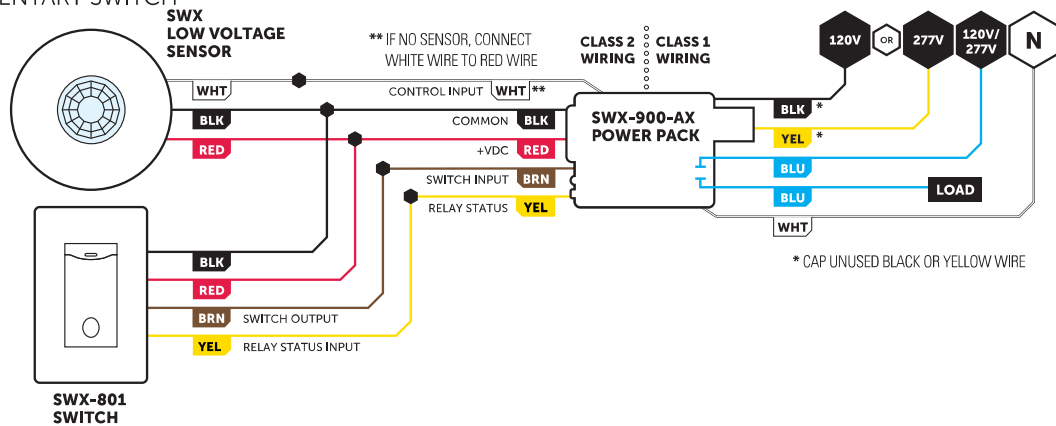 SWX
LOW VOLTAGE
SENSOR
** IF NO SENSOR, CONNECT
WHITE WIRE TO RED WIRE
CLASS 2
WIRING
CLASS 1
WIRING
120V
OR
277V
120V/
277V
N
WHT
CONTROL INPUT WHT **
BLK
COMMON BLK
RED
+VDC RED
SWITCH INPUT BRN
RELAY STATUS YEL
SWX-900-AX
POWER PACK
BLK *
YEL *
BLU
BLU
LOAD
WHT
* CAP UNUSED BLACK OR YELLOW WIRE
BLK
RED
BRN SWITCH OUTPUT
YEL RELAY STATUS INPUT
SWX-801
SWITCH